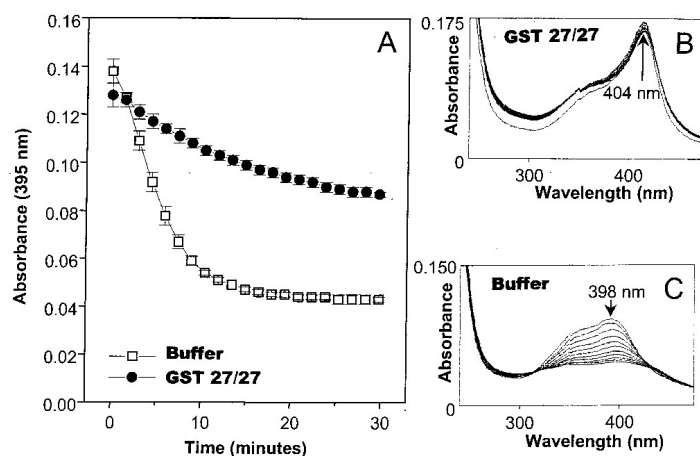 A
0.16
0.14
0.12
0.10
0.08
0.06
0.04
0.02
0.00
Absorbance (395 nm)
Buffer
GST 27/27
0
10
20
30
Time (minutes)
B
0.175
GST 27/27
404 nm
Absorbance
0
300
400
Wavelength (nm)
C
0.150
Buffer
398 nm
Absorbance
0
300
400
Wavelength (nm)